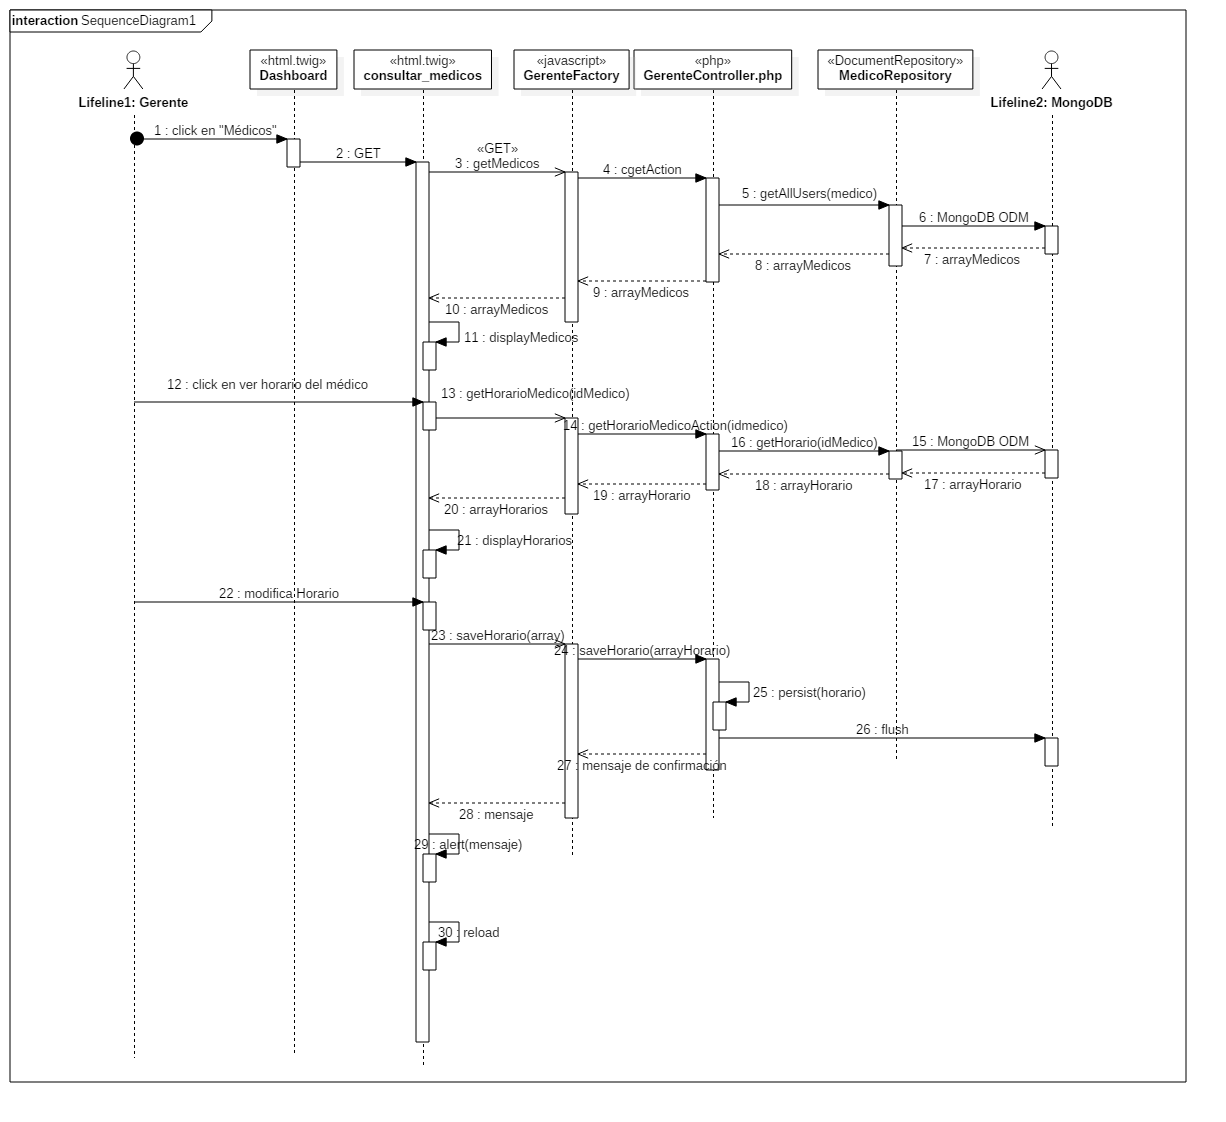 interaction SequenceDiagram1
Lifeline1: Gerente
«html.twig»
Dashboard
«html.twig»
consultar_medicos
«javascript»
GerenteFactory
«php»
GerenteController.php
«DocumentRepository»
MedicoRepository
Lifeline2: MongoDB
1 : click en "Médicos"
2 : GET
«GET»
3 : getMedicos
4 : cgetAction
5 : getAllUsers(medico)
6 : MongoDB ODM
7 : arrayMedicos
8 : arrayMedicos
9 : arrayMedicos
10 : arrayMedicos
11 : displayMedicos
12 : click en ver horario del médico
13 : getHorarioMedico(idMedico)
14 : getHorarioMedicoAction(idmedico)
16 : getHorario(idMedico)
15 : MongoDB ODM
17 : arrayHorario
18 : arrayHorario
19 : arrayHorario
20 : arrayHorarios
21 : displayHorarios
22 : modifica Horario
23 : saveHorario(array)
24 : saveHorario(arrayHorario)
25 : persist(horario)
26 : flush
27 : mensaje de confirmación
28 : mensaje
29 : alert(mensaje)
30 : reload